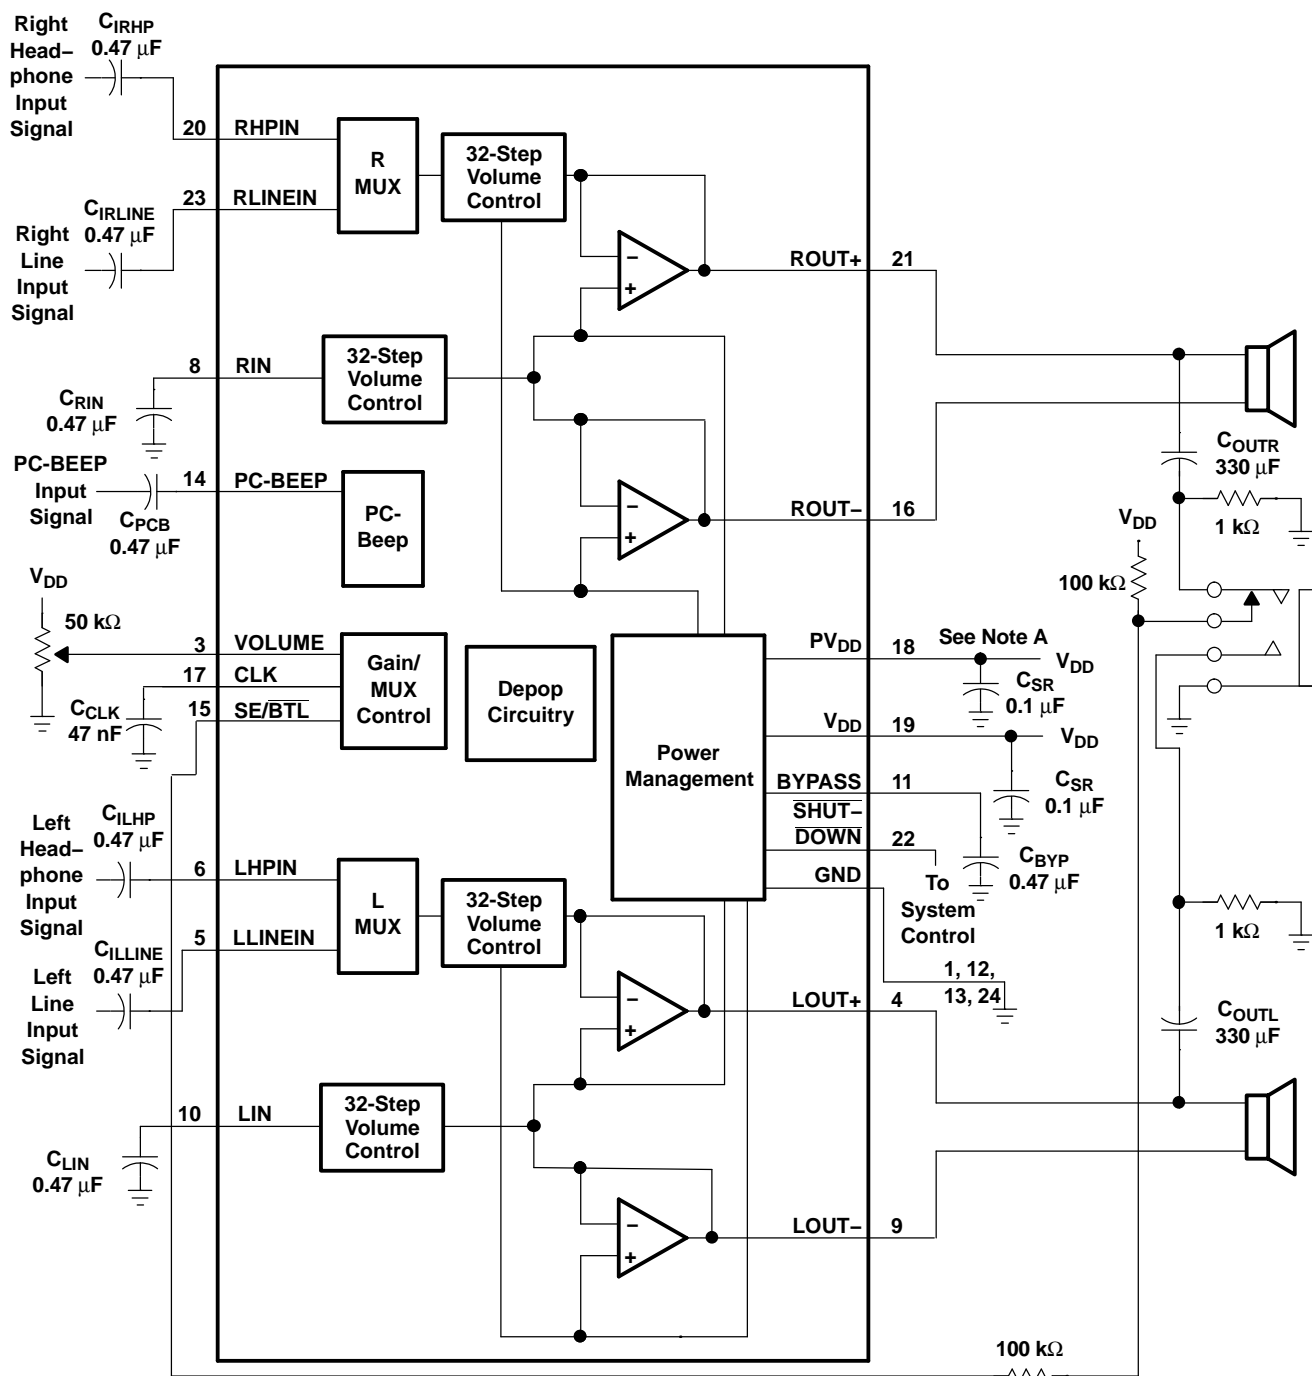 Right
Head–
phone
Input
Signal
CIRHP
0.47 μF
20
RHPIN
R
MUX
32-Step
Volume
Control
CIRLINE
0.47 μF
23
RLINEIN
Right
Line
Input
Signal
–
+
ROUT+
21
8
RIN
32-Step
Volume
Control
CRIN
0.47 μF
PC-BEEP
Input
Signal
14
PC-BEEP
CPCB
0.47 μF
PC-
Beep
–
+
ROUT–
16
COUTR
330 μF
1 kΩ
VDD
100 kΩ
VDD
50 kΩ
3
VOLUME
17
CLK
15
SE/BTL
CCLK
47 nF
Gain/
MUX
Control
Depop
Circuitry
Power
Management
PVDD
18
See Note A
VDD
CSR
0.1 μF
VDD
19
VDD
CSR
0.1 μF
BYPASS
11
SHUT–
DOWN
22
GND
CBYP
0.47 μF
To
System
Control
1, 12,
13, 24
Left
Head–
phone
Input
Signal
CILHP
0.47 μF
6
LHPIN
L
MUX
32-Step
Volume
Control
CILLINE
0.47 μF
5
LLINEIN
Left
Line
Input
Signal
–
+
LOUT+
4
1 kΩ
COUTL
330 μF
10
LIN
32-Step
Volume
Control
CLIN
0.47 μF
–
+
LOUT–
9
100 kΩ